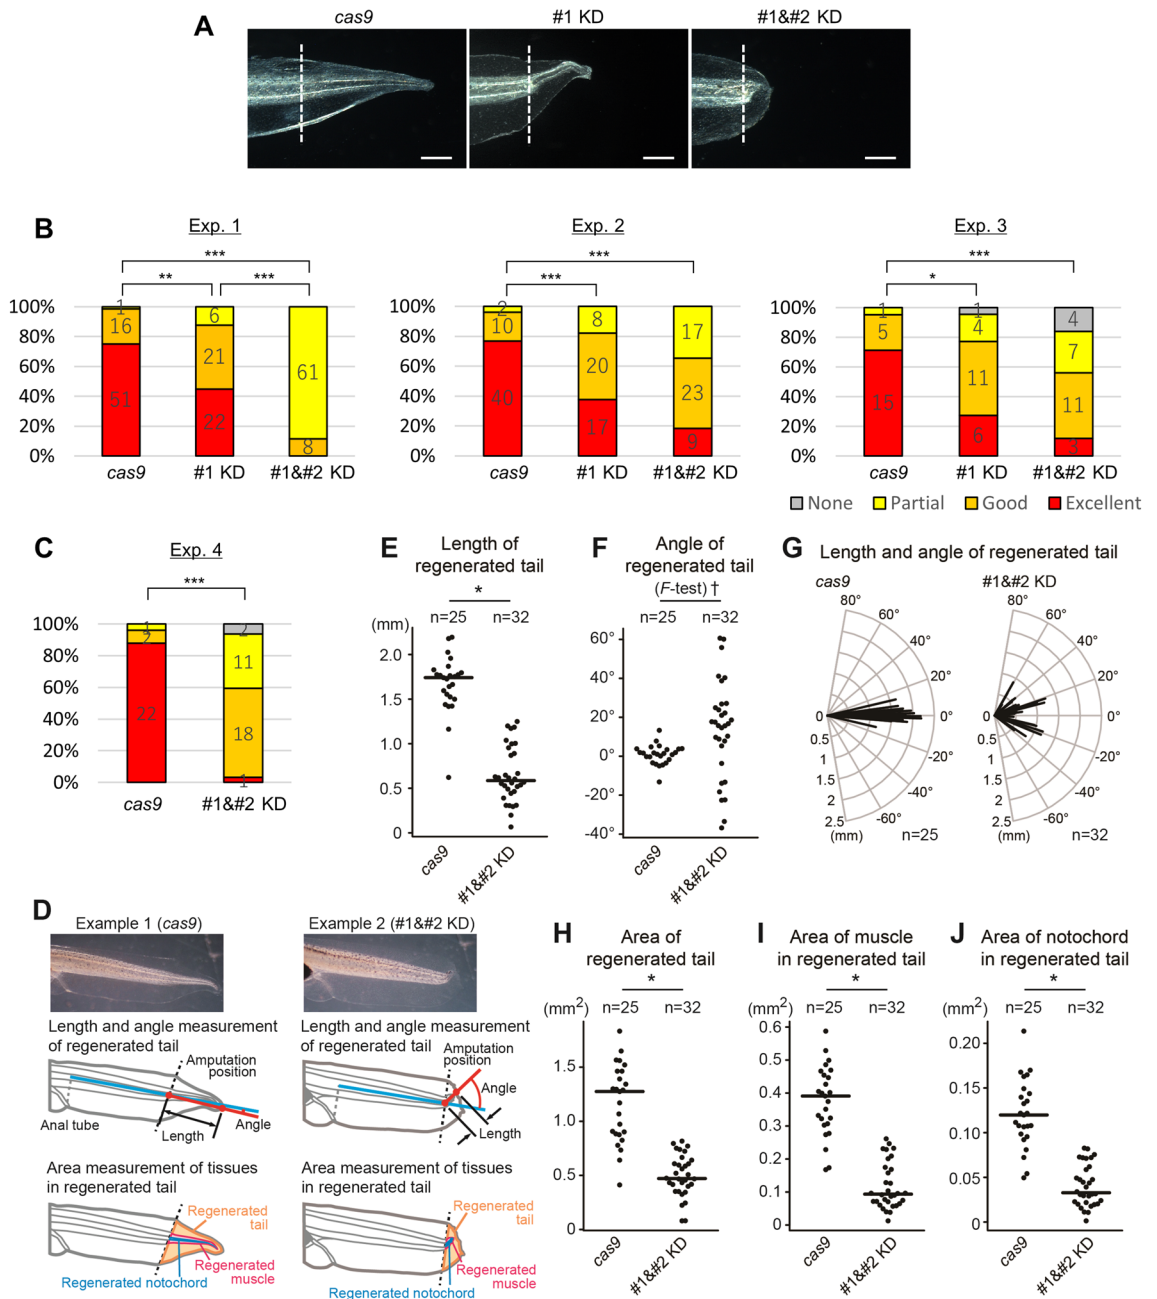 A
cas9
#1 KD
#1&#2 KD
B
Exp. 1
Exp. 2
Exp. 3
***
**
***
***
***
***
*
100%
80%
60%
40%
20%
0%
1
16
51
6
21
22
61
8
cas9
#1 KD
#1&#2 KD
100%
80%
60%
40%
20%
0%
2
10
40
8
20
17
17
23
9
cas9
#1 KD
#1&#2 KD
100%
80%
60%
40%
20%
0%
1
5
15
1
4
11
6
4
7
11
3
cas9
#1 KD
#1&#2 KD
None
Partial
Good
Excellent
C
Exp. 4
***
100%
80%
60%
40%
20%
0%
1
2
22
2
11
18
1
cas9
#1&#2 KD
E
Length of
regenerated tail
*
n=25
n=32
(mm)
2.0
1.5
1.0
0.5
0
cas9
#1&#2 KD
F
Angle of
regenerated tail
(F-test) †
n=25
n=32
60°
40°
20°
0°
-20°
-40°
cas9
#1&#2 KD
G
Length and angle of regenerated tail
cas9
80°
60°
40°
20°
0°
-20°
-40°
-60°
0
0.5
1
1.5
2
2.5
(mm)
n=25
#1&#2 KD
80°
60°
40°
20°
0°
-20°
-40°
-60°
0
0.5
1
1.5
2
2.5
(mm)
n=32
D
Example 1 (cas9)
Example 2 (#1&#2 KD)
Length and angle measurement
of regenerated tail
Amputation
position
Anal tube
Length
Angle
Length and angle measurement
of regenerated tail
Amputation
position
Angle
Length
Area measurement of tissues
in regenerated tail
Regenerated
tail
Regenerated
muscle
Regenerated notochord
Area measurement of tissues
in regenerated tail
Regenerated
tail
Regenerated
muscle
Regenerated notochord
H
Area of
regenerated tail
*
(mm2)
n=25
n=32
1.5
1.0
0.5
0
cas9
#1&#2 KD
I
Area of muscle
in regenerated tail
*
(mm2)
n=25
n=32
0.6
0.5
0.4
0.3
0.2
0.1
0
cas9
#1&#2 KD
J
Area of notochord
in regenerated tail
*
(mm2)
n=25
n=32
0.20
0.15
0.10
0.05
0
cas9
#1&#2 KD